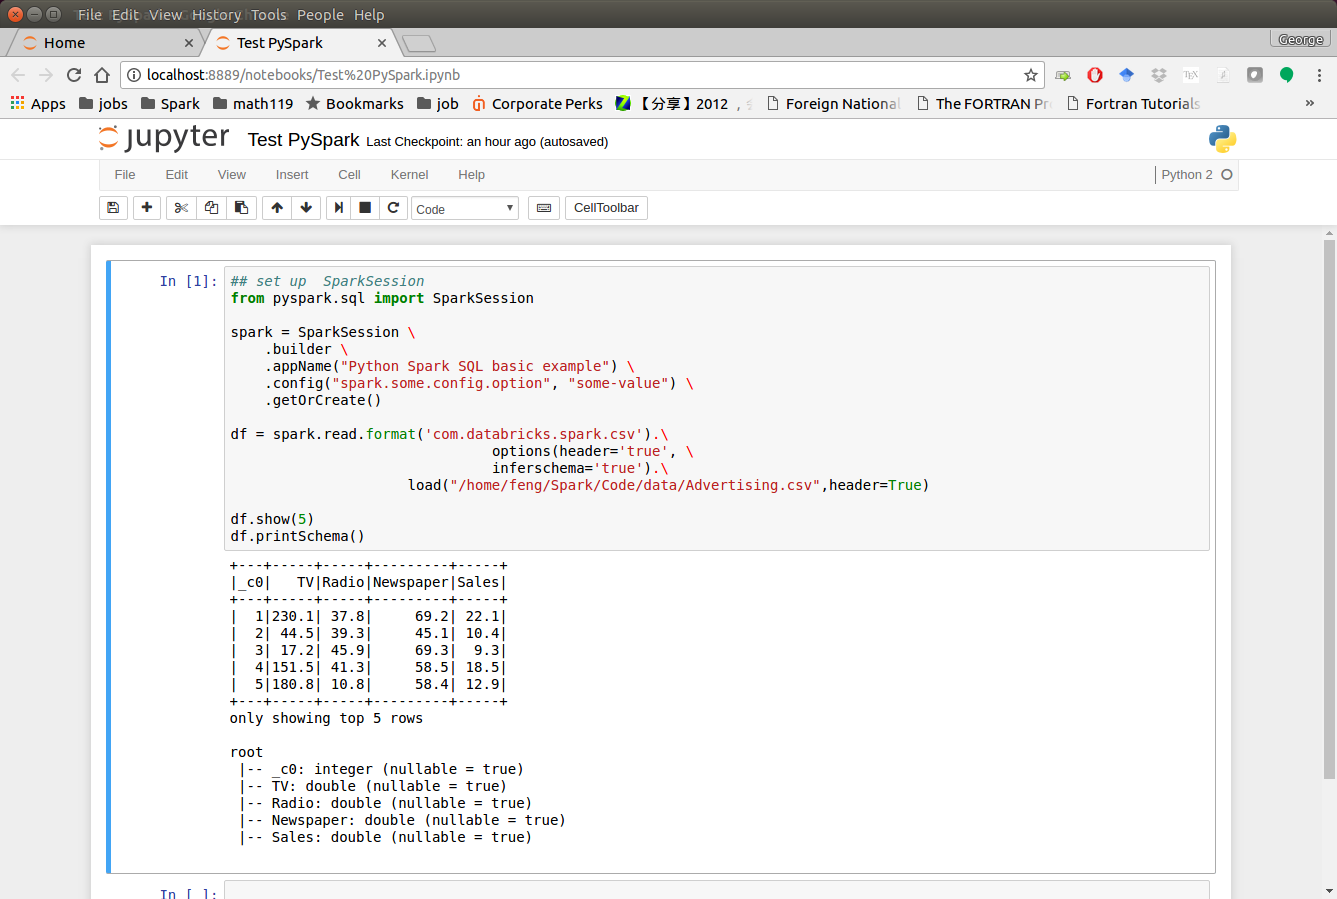 File Edit View History Tools People Help
Home
Test PySpark
George
localhost:8889/notebooks/Test%20PySpark.ipynb
Apps jobs Spark math119 Bookmarks job Corporate Perks 【分享】2012 , Foreign National The FORTRAN Pr Fortran Tutorials »
jupyter Test PySpark Last Checkpoint: an hour ago (autosaved)
File Edit View Insert Cell Kernel Help Python 2
Code CellToolbar
In [1]: ## set up  SparkSession
from pyspark.sql import SparkSession
spark = SparkSession \
    .builder \
    .appName("Python Spark SQL basic example") \
    .config("spark.some.config.option", "some-value") \
    .getOrCreate()
df = spark.read.format('com.databricks.spark.csv').\
                               options(header='true', \
                               inferschema='true').\
                     load("/home/feng/Spark/Code/data/Advertising.csv",header=True)
df.show(5)
df.printSchema()
+---+-----+-----+---------+-----+
|_c0|   TV|Radio|Newspaper|Sales|
+---+-----+-----+---------+-----+
|  1|230.1| 37.8|     69.2| 22.1|
|  2| 44.5| 39.3|     45.1| 10.4|
|  3| 17.2| 45.9|     69.3|  9.3|
|  4|151.5| 41.3|     58.5| 18.5|
|  5|180.8| 10.8|     58.4| 12.9|
+---+-----+-----+---------+-----+
only showing top 5 rows
root
 |-- _c0: integer (nullable = true)
 |-- TV: double (nullable = true)
 |-- Radio: double (nullable = true)
 |-- Newspaper: double (nullable = true)
 |-- Sales: double (nullable = true)
In [ ]: